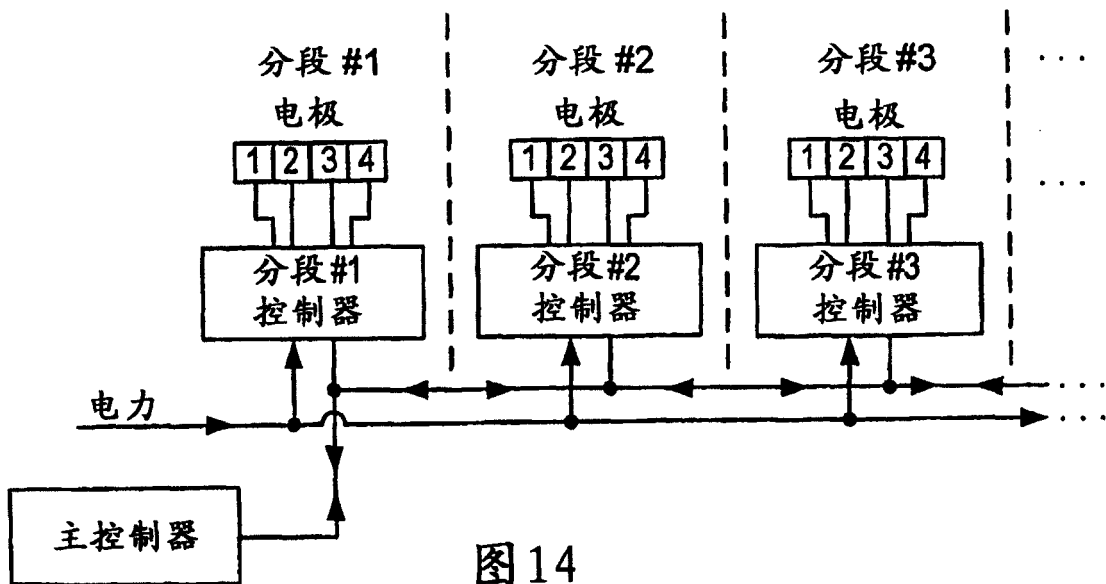 分段 #1 分段 #2 分段 #3 · · ·
电极 电极 电极
1 2 3 4 1 2 3 4 1 2 3 4 · · ·
分段 #1 分段 #2 分段 #3
控制器 控制器 控制器
电力
主控制器
图 14